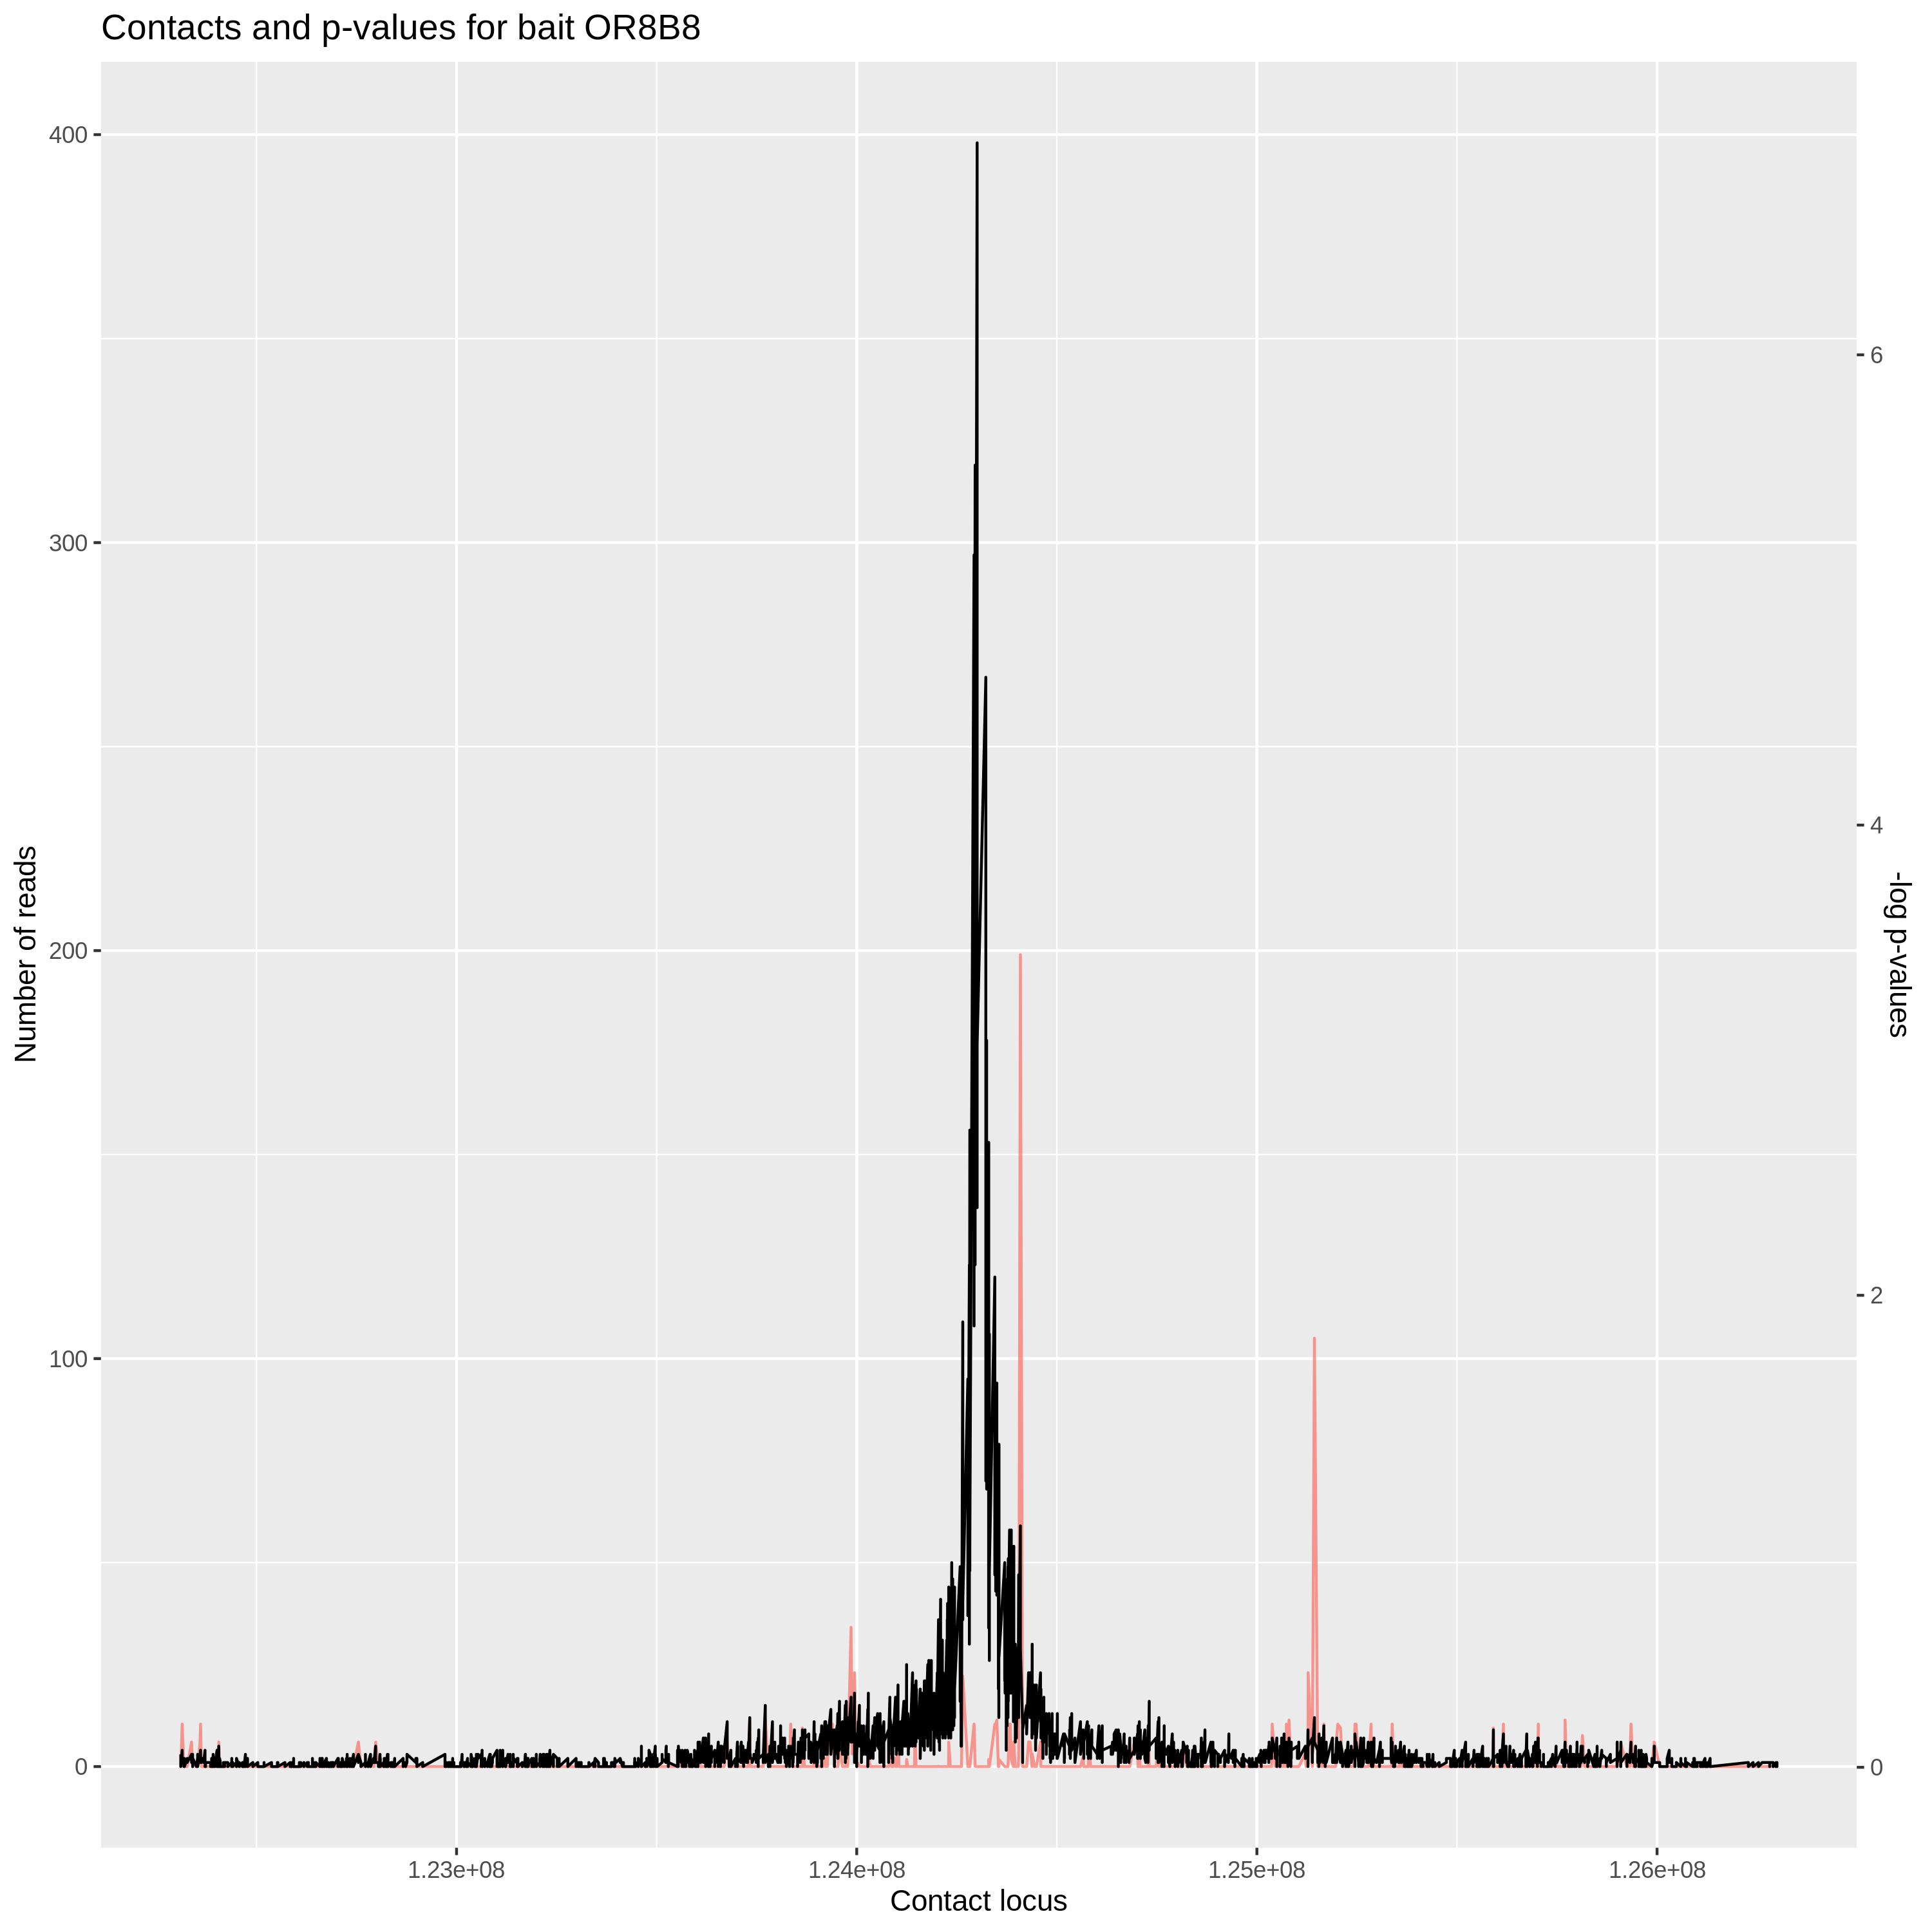 Contacts and p-values for bait OR8B8
400
300
200
100
0
Number of reads
6
4
2
0
-log p-values
1.23e+08
1.24e+08
1.25e+08
1.26e+08
Contact locus